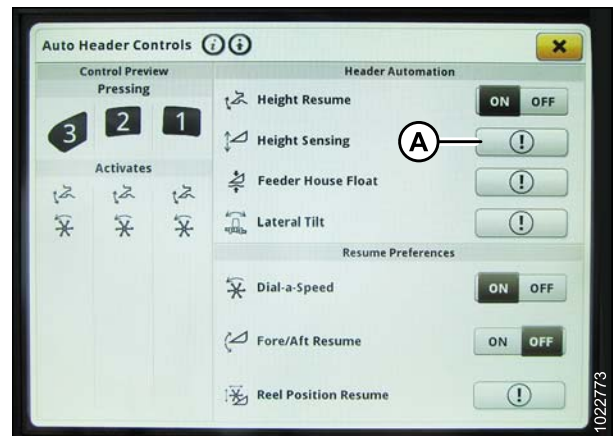 Auto Header Controls
Control Preview
Pressing
3 2 1
Activates
Header Automation
Height Resume ON OFF
Height Sensing A !
Feeder House Float !
Lateral Tilt !
Resume Preferences
Dial-a-Speed ON OFF
Fore/Aft Resume ON OFF
Reel Position Resume !
1022773